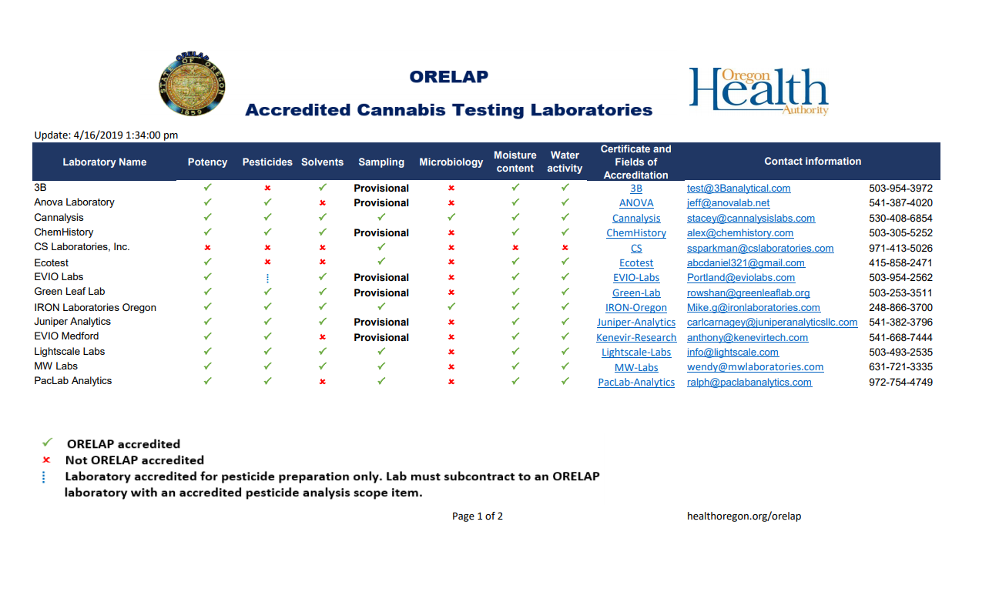 ORELAP
STATE OF OREGON
1859
ORELAP
Accredited Cannabis Testing Laboratories
Oregon
Health
Authority
Update: 4/16/2019 1:34:00 pm
Laboratory Name Potency Pesticides Solvents Sampling Microbiology Moisture content Water activity Certificate and Fields of Accreditation Contact information
3B ✓ ✗ ✓ Provisional ✗ ✓ ✓ 3B test@3Banalytical.com 503-954-3972
Anova Laboratory ✓ ✓ ✗ Provisional ✗ ✓ ✓ ANOVA jeff@anovalab.net 541-387-4020
Cannalysis ✓ ✓ ✓ ✓ ✓ ✓ ✓ Cannalysis stacey@cannalysislabs.com 530-408-6854
ChemHistory ✓ ✓ ✓ Provisional ✗ ✓ ✓ ChemHistory alex@chemhistory.com 503-305-5252
CS Laboratories, Inc. ✗ ✗ ✗ ✓ ✗ ✗ ✗ CS ssparkman@cslaboratories.com 971-413-5026
Ecotest ✓ ✗ ✗ ✓ ✗ ✓ ✓ Ecotest abcdaniel321@gmail.com 415-858-2471
EVIO Labs ✓ ⁞ ✓ Provisional ✗ ✓ ✓ EVIO-Labs Portland@eviolabs.com 503-954-2562
Green Leaf Lab ✓ ✓ ✓ Provisional ✗ ✓ ✓ Green-Lab rowshan@greenleaflab.org 503-253-3511
IRON Laboratories Oregon ✓ ✓ ✓ ✓ ✓ ✓ ✓ IRON-Oregon Mike.g@ironlaboratories.com 248-866-3700
Juniper Analytics ✓ ✓ ✓ Provisional ✗ ✓ ✓ Juniper-Analytics carlcarnagey@juniperanalyticsllc.com 541-382-3796
EVIO Medford ✓ ✓ ✗ Provisional ✗ ✓ ✓ Kenevir-Research anthony@kenevirtech.com 541-668-7444
Lightscale Labs ✓ ✓ ✓ ✓ ✗ ✓ ✓ Lightscale-Labs info@lightscale.com 503-493-2535
MW Labs ✓ ✓ ✓ ✓ ✗ ✓ ✓ MW-Labs wendy@mwlaboratories.com 631-721-3335
PacLab Analytics ✓ ✓ ✗ ✓ ✗ ✓ ✓ PacLab-Analytics ralph@paclabanalytics.com 972-754-4749
✓ ORELAP accredited
✗ Not ORELAP accredited
⁞ Laboratory accredited for pesticide preparation only. Lab must subcontract to an ORELAP
laboratory with an accredited pesticide analysis scope item.
Page 1 of 2 healthoregon.org/orelap